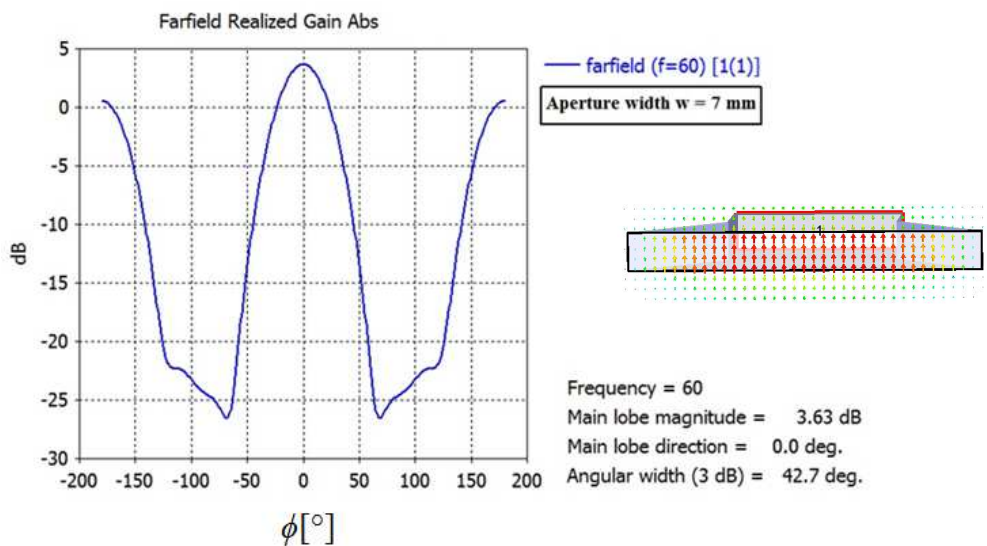 Farfield Realized Gain Abs
5
0
-5
-10
-15
-20
-25
-30
dB
-200 -150 -100 -50 0 50 100 150 200
ϕ[°]
farfield (f=60) [1(1)]
Aperture width w = 7 mm
1
Frequency = 60
Main lobe magnitude = 3.63 dB
Main lobe direction = 0.0 deg.
Angular width (3 dB) = 42.7 deg.